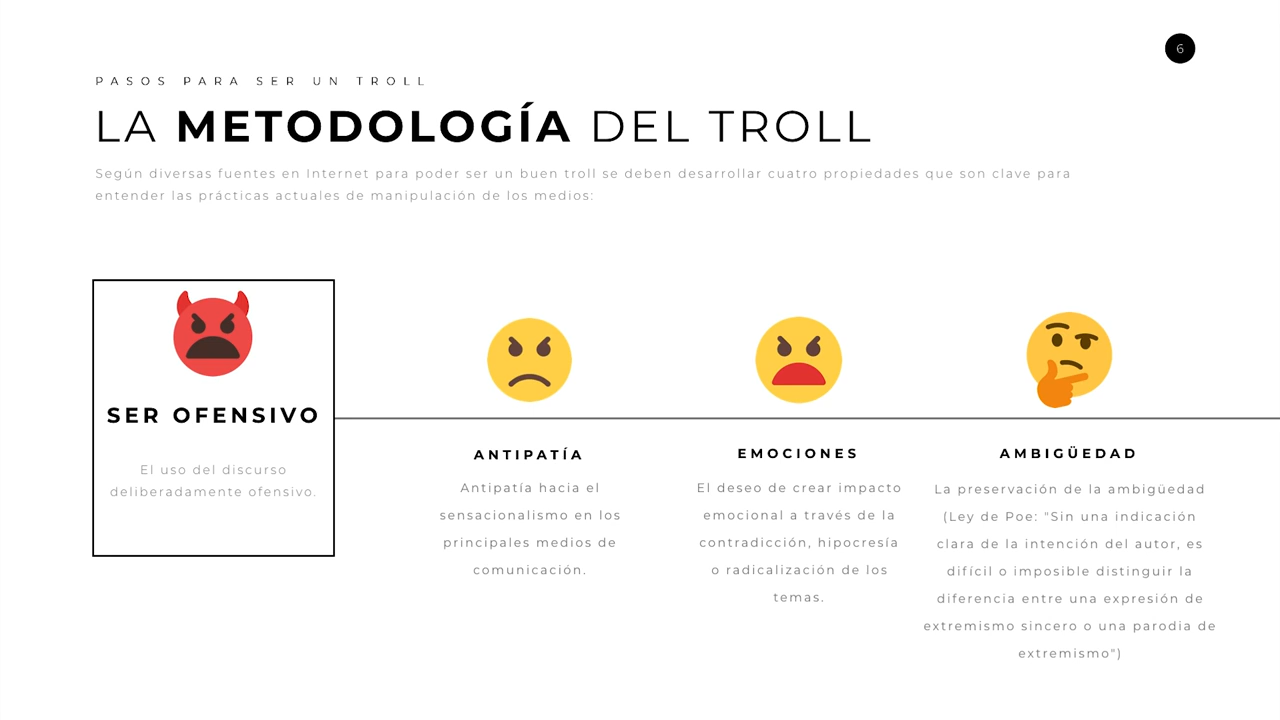 6
PASOS PARA SER UN TROLL
LA METODOLOGÍA DEL TROLL
Según diversas fuentes en Internet para poder ser un buen troll se deben desarrollar cuatro propiedades que son clave para
entender las prácticas actuales de manipulación de los medios:
SER OFENSIVO
El uso del discurso
deliberadamente ofensivo.
ANTIPATÍA
Antipatía hacia el
sensacionalismo en los
principales medios de
comunicación.
EMOCIONES
El deseo de crear impacto
emocional a través de la
contradicción, hipocresía
o radicalización de los
temas.
AMBIGÜEDAD
La preservación de la ambigüedad
(Ley de Poe: "Sin una indicación
clara de la intención del autor, es
difícil o imposible distinguir la
diferencia entre una expresión de
extremismo sincero o una parodia de
extremismo")